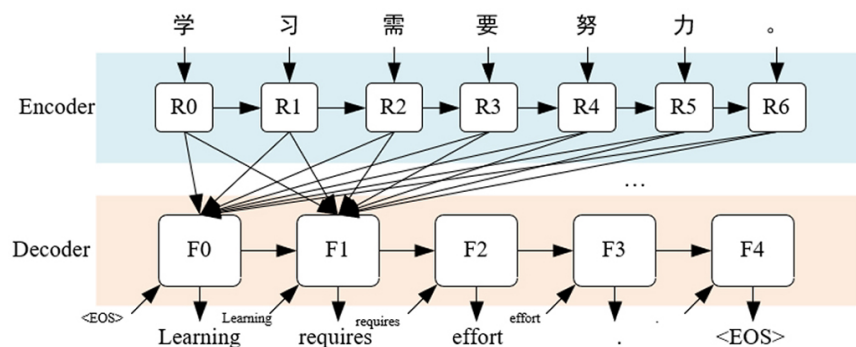 学 习 需 要 努 力 。
Encoder R0 R1 R2 R3 R4 R5 R6
...
Decoder F0 F1 F2 F3 F4
<EOS> Learning requires effort .
Learning requires effort . <EOS>